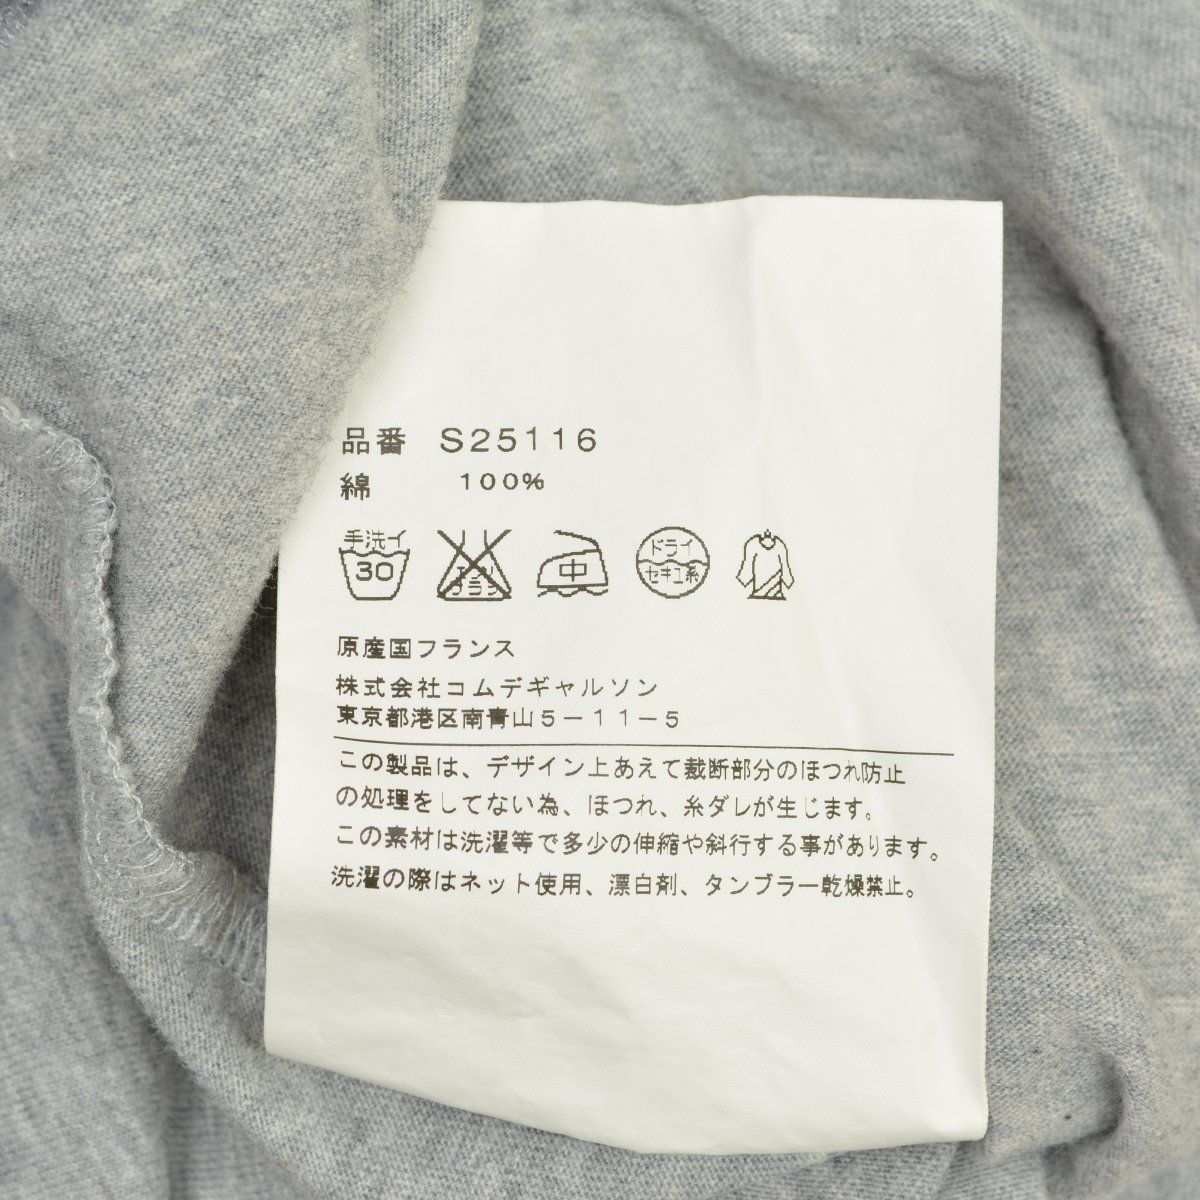 品番 S25116
綿 100%
手洗イ
30
エンソ
フラシ
中
ドライ
セキユ系
原産国フランス
株式会社コムデギャルソン
東京都港区南青山5-11-5
この製品は、デザイン上あえて裁断部分のほつれ防止
の処理をしてない為、ほつれ、糸ダレが生じます。
この素材は洗濯等で多少の伸縮や斜行する事があります。
洗濯の際はネット使用、漂白剤、タンブラー乾燥禁止。